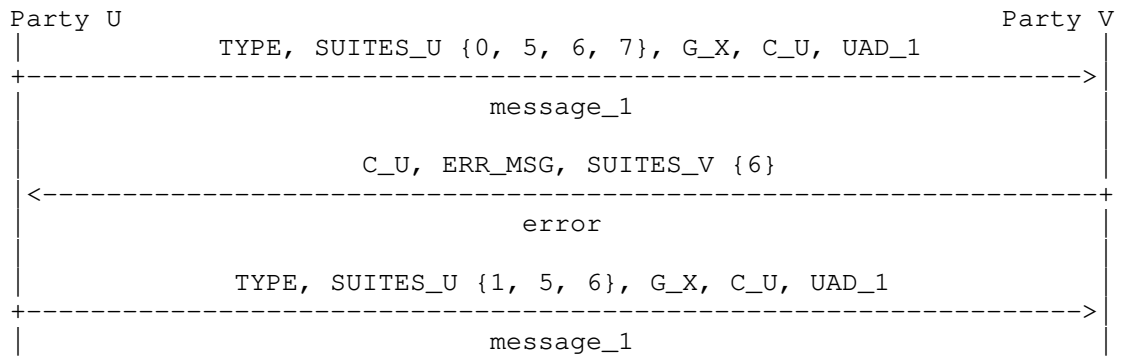 Party U Party V
TYPE, SUITES_U {0, 5, 6, 7}, G_X, C_U, UAD_1
message_1
C_U, ERR_MSG, SUITES_V {6}
error
TYPE, SUITES_U {1, 5, 6}, G_X, C_U, UAD_1
message_1